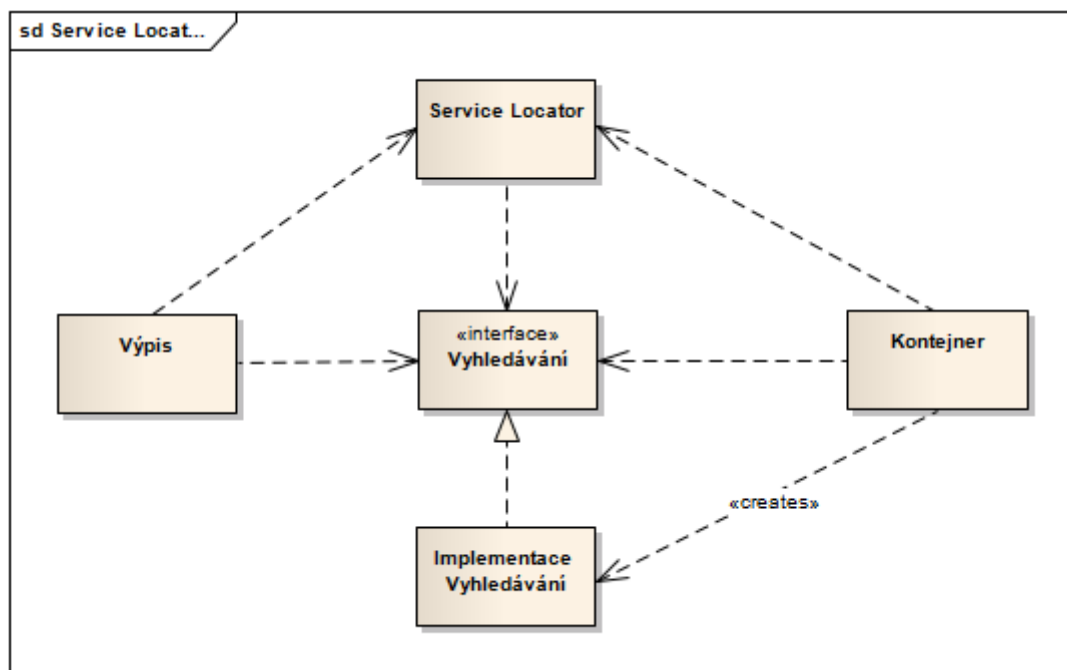 sd Service Locat...
Service Locator
Výpis
«interface»
Vyhledávání
Kontejner
«creates»
Implementace
Vyhledávání